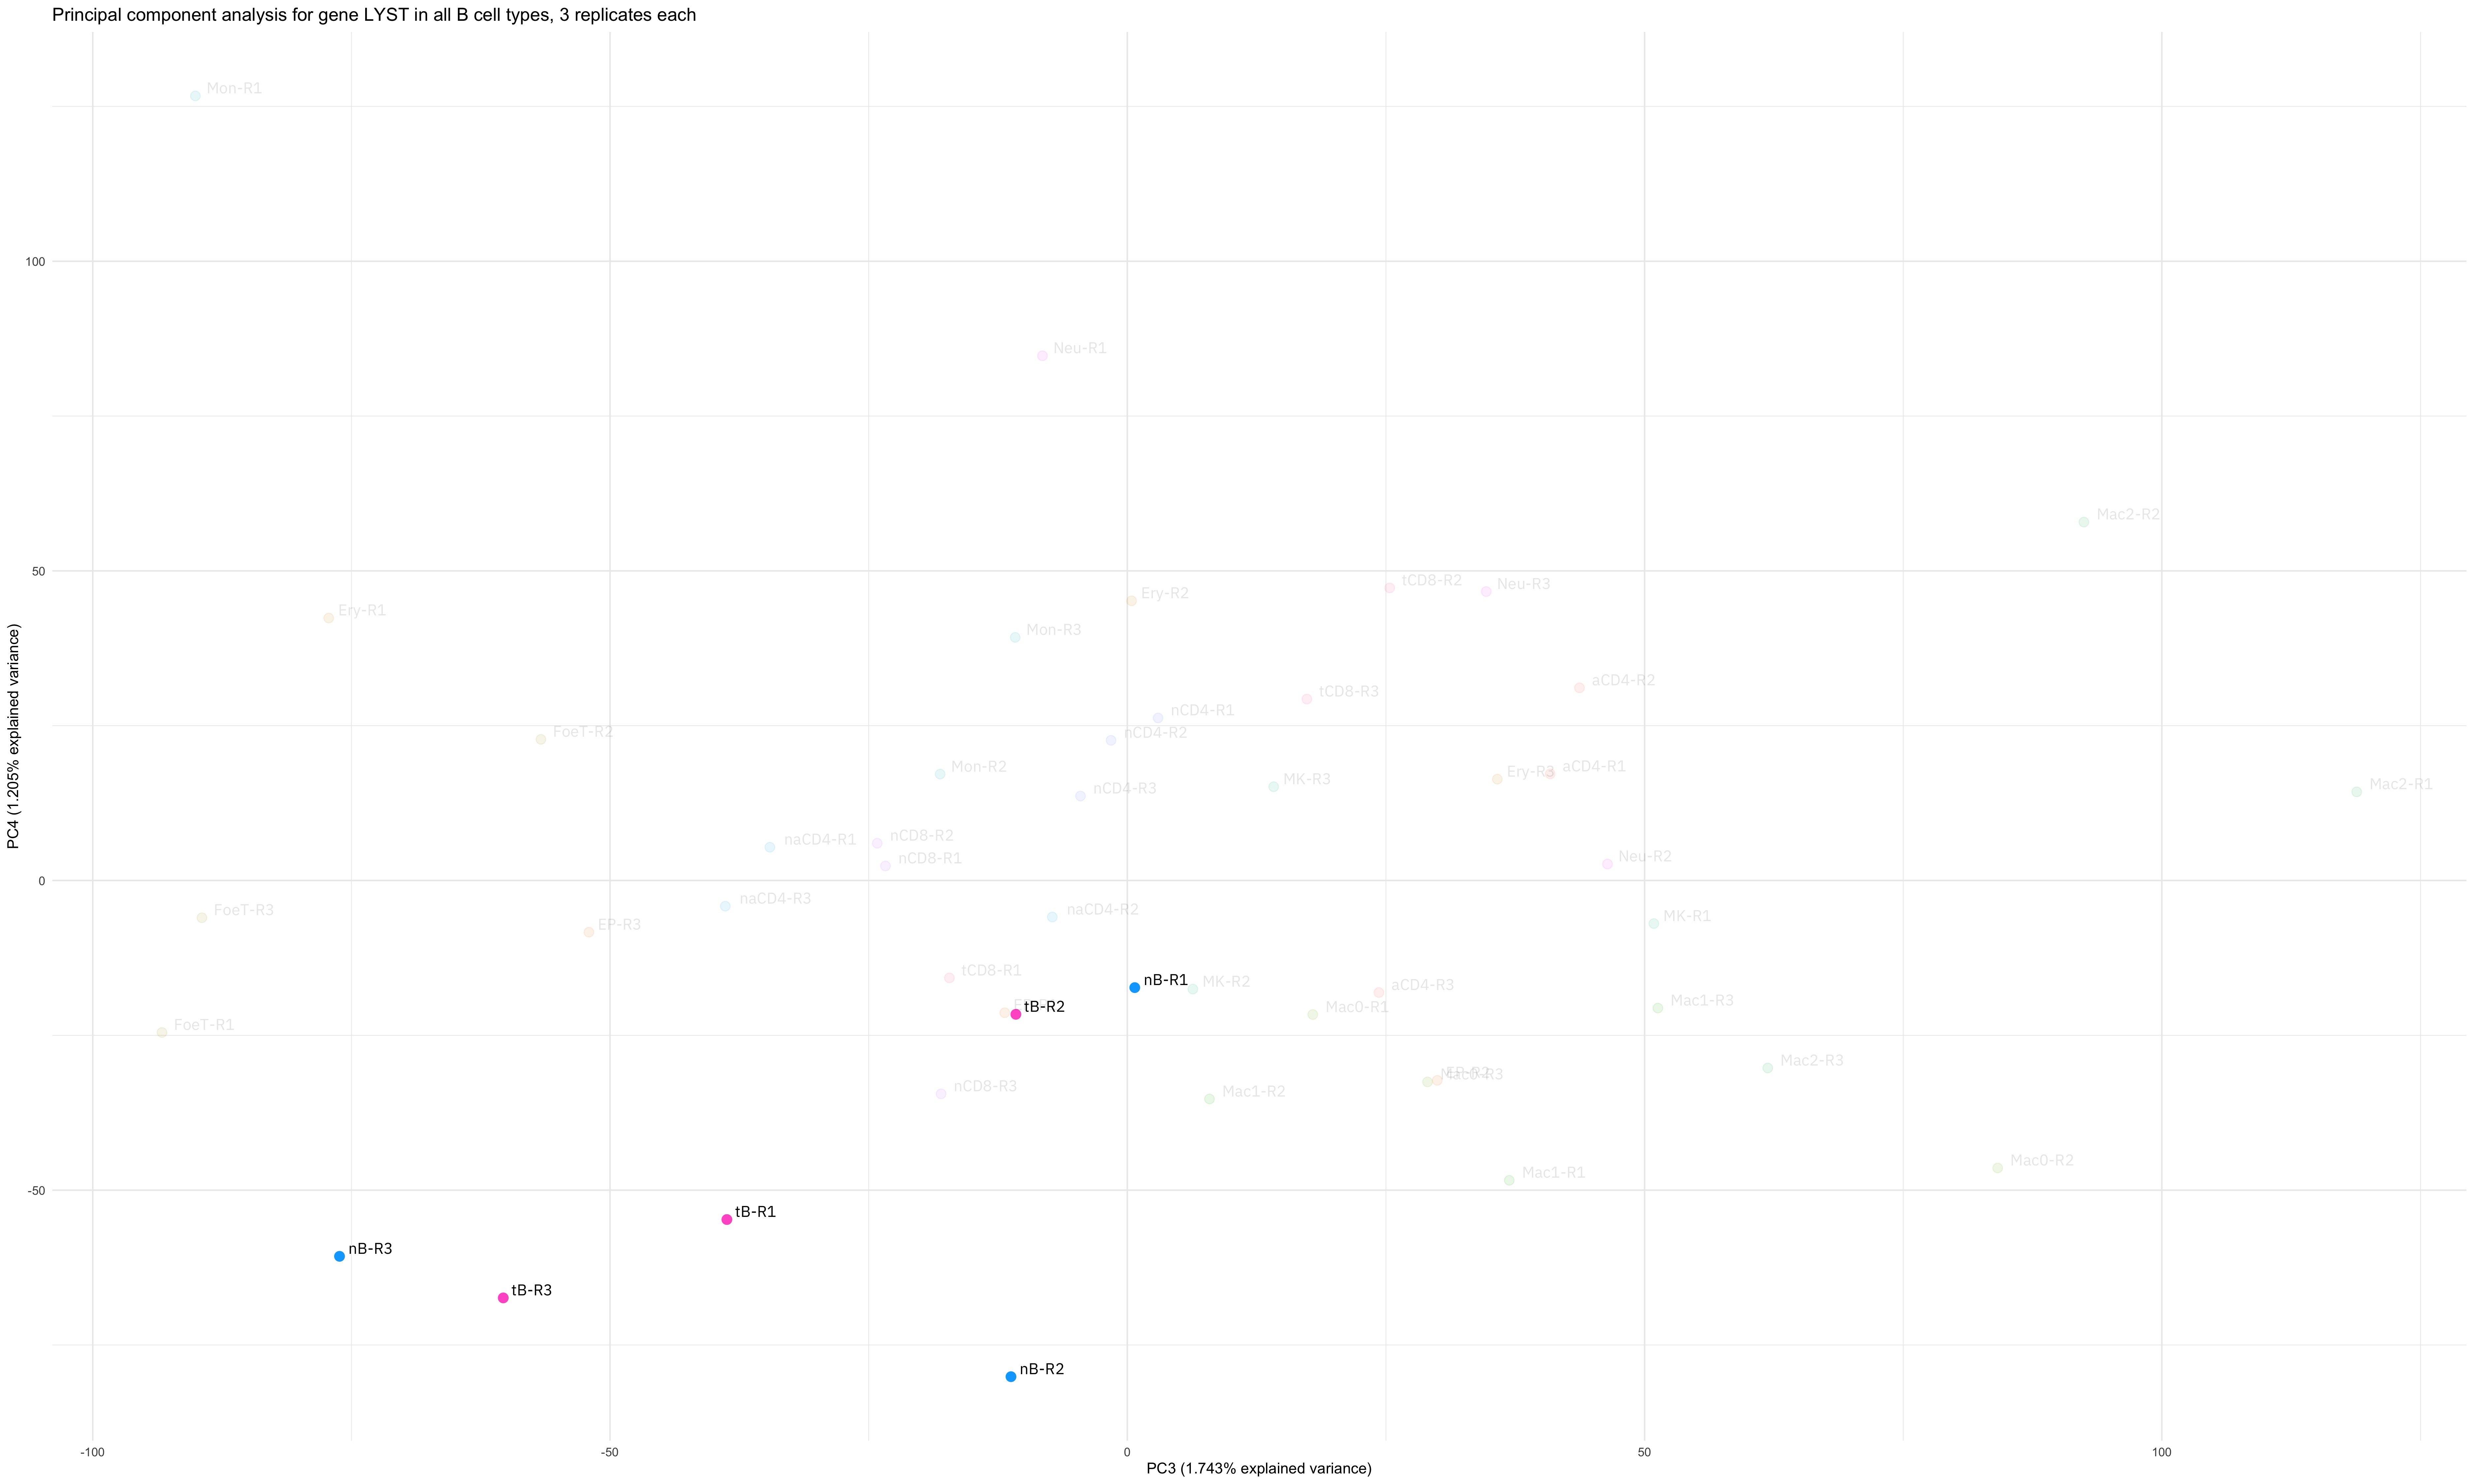 Principal component analysis for gene LYST in all B cell types, 3 replicates each
Mon-R1
100
Neu-R1
Mac2-R2
50
tCD8-R2
Neu-R3
Ery-R2
Ery-R1
Mon-R3
aCD4-R2
tCD8-R3
nCD4-R1
nCD4-R2
FoeT-R2
Mon-R2
MK-R3
Ery-R3
aCD4-R1
nCD4-R3
Mac2-R1
naCD4-R1
nCD8-R2
nCD8-R1
Neu-R2
0
naCD4-R3
naCD4-R2
FoeT-R3
EP-R3
MK-R1
tCD8-R1
nB-R1
MK-R2
aCD4-R3
tB-R2
Mac0-R1
Mac1-R3
FoeT-R1
Mac2-R3
EP-R2
Mac0-R3
nCD8-R3
Mac1-R2
Mac0-R2
Mac1-R1
-50
tB-R1
nB-R3
tB-R3
nB-R2
-100
-50
0
50
100
PC3 (1.743% explained variance)
PC4 (1.205% explained variance)